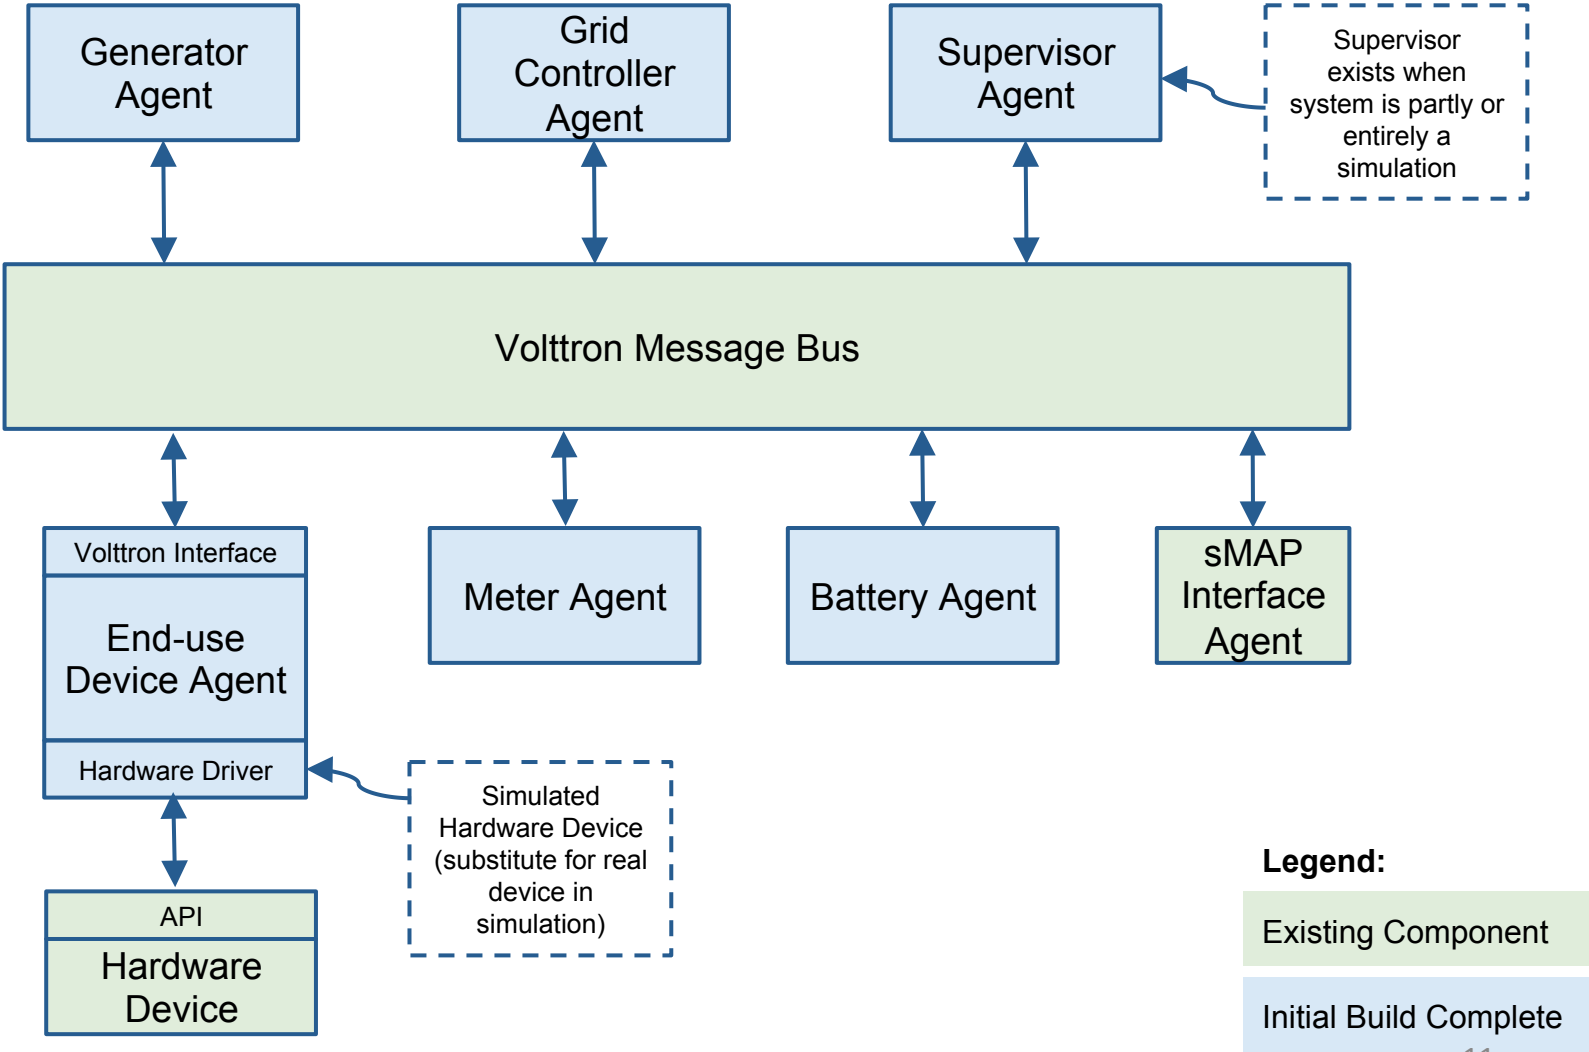 Generator
Agent
Grid
Controller
Agent
Supervisor
Agent
Supervisor
exists when
system is partly or
entirely a
simulation
Volttron Message Bus
Volttron Interface
End-use
Device Agent
Hardware Driver
Meter Agent
Battery Agent
sMAP
Interface
Agent
Simulated
Hardware Device
(substitute for real
device in
simulation)
API
Hardware
Device
Legend:
Existing Component
Initial Build Complete